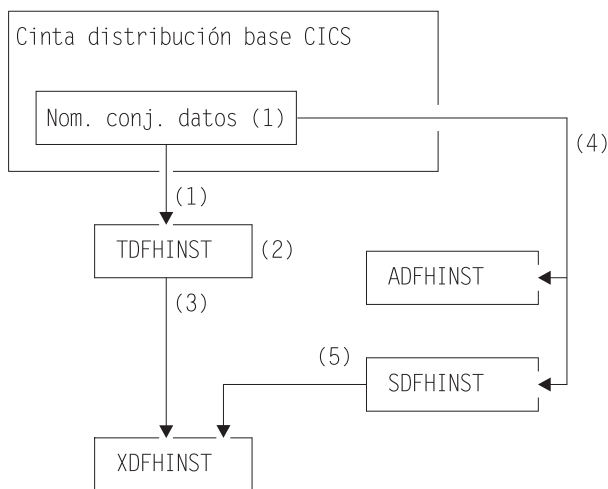 Cinta distribución base CICS
Nom. conj. datos (1)
(4)
(1)
TDFHINST
(2)
ADFHINST
(3)
(5)
SDFHINST
XDFHINST